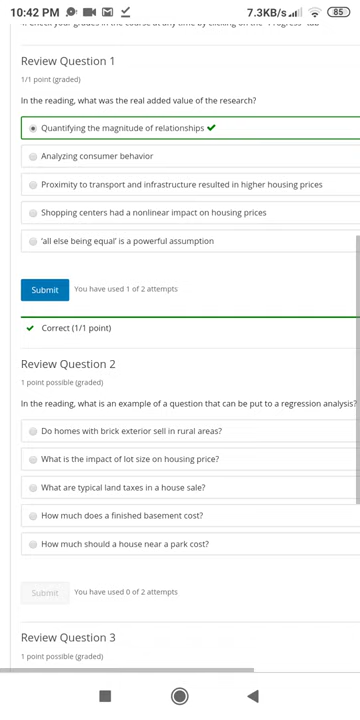 10:42 PM
7.3KB/s
85
Review Question 1
1/1 point (graded)
In the reading, what was the real added value of the research?
Quantifying the magnitude of relationships
Analyzing consumer behavior
Proximity to transport and infrastructure resulted in higher housing prices
Shopping centers had a nonlinear impact on housing prices
'all else being equal' is a powerful assumption
Submit
You have used 1 of 2 attempts
Correct (1/1 point)
Review Question 2
1 point possible (graded)
In the reading, what is an example of a question that can be put to a regression analysis?
Do homes with brick exterior sell in rural areas?
What is the impact of lot size on housing price?
What are typical land taxes in a house sale?
How much does a finished basement cost?
How much should a house near a park cost?
Submit
You have used 0 of 2 attempts
Review Question 3
1 point possible (graded)